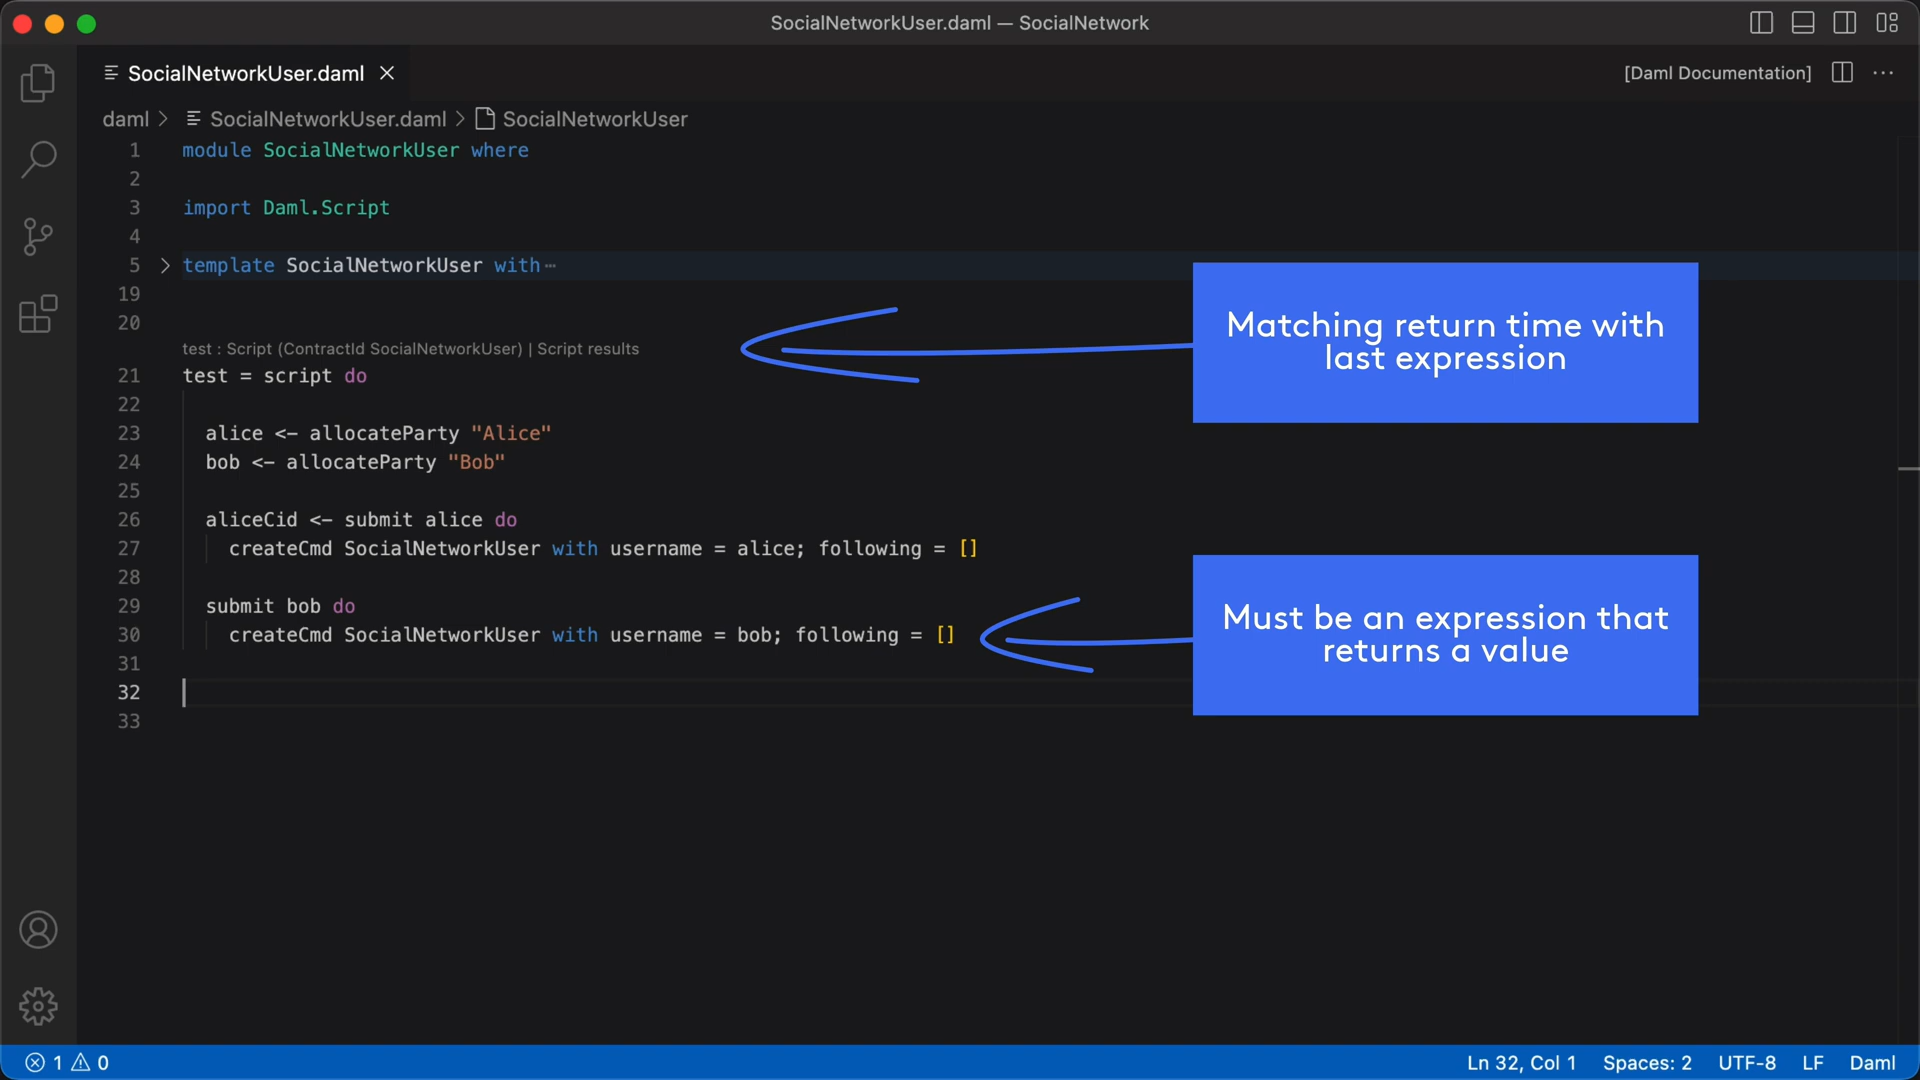 SocialNetworkUser.daml — SocialNetwork
SocialNetworkUser.daml
[Daml Documentation]
daml > SocialNetworkUser.daml > SocialNetworkUser
1 module SocialNetworkUser where
2
3 import Daml.Script
4
5 > template SocialNetworkUser with⋯
19
20
test : Script (ContractId SocialNetworkUser) | Script results
21 test = script do
22
23 alice <- allocateParty "Alice"
24 bob <- allocateParty "Bob"
25
26 aliceCid <- submit alice do
27 createCmd SocialNetworkUser with username = alice; following = []
28
29 submit bob do
30 createCmd SocialNetworkUser with username = bob; following = []
31
32
33
Matching return time with
last expression
Must be an expression that
returns a value
1 0
Ln 32, Col 1 Spaces: 2 UTF-8 LF Daml